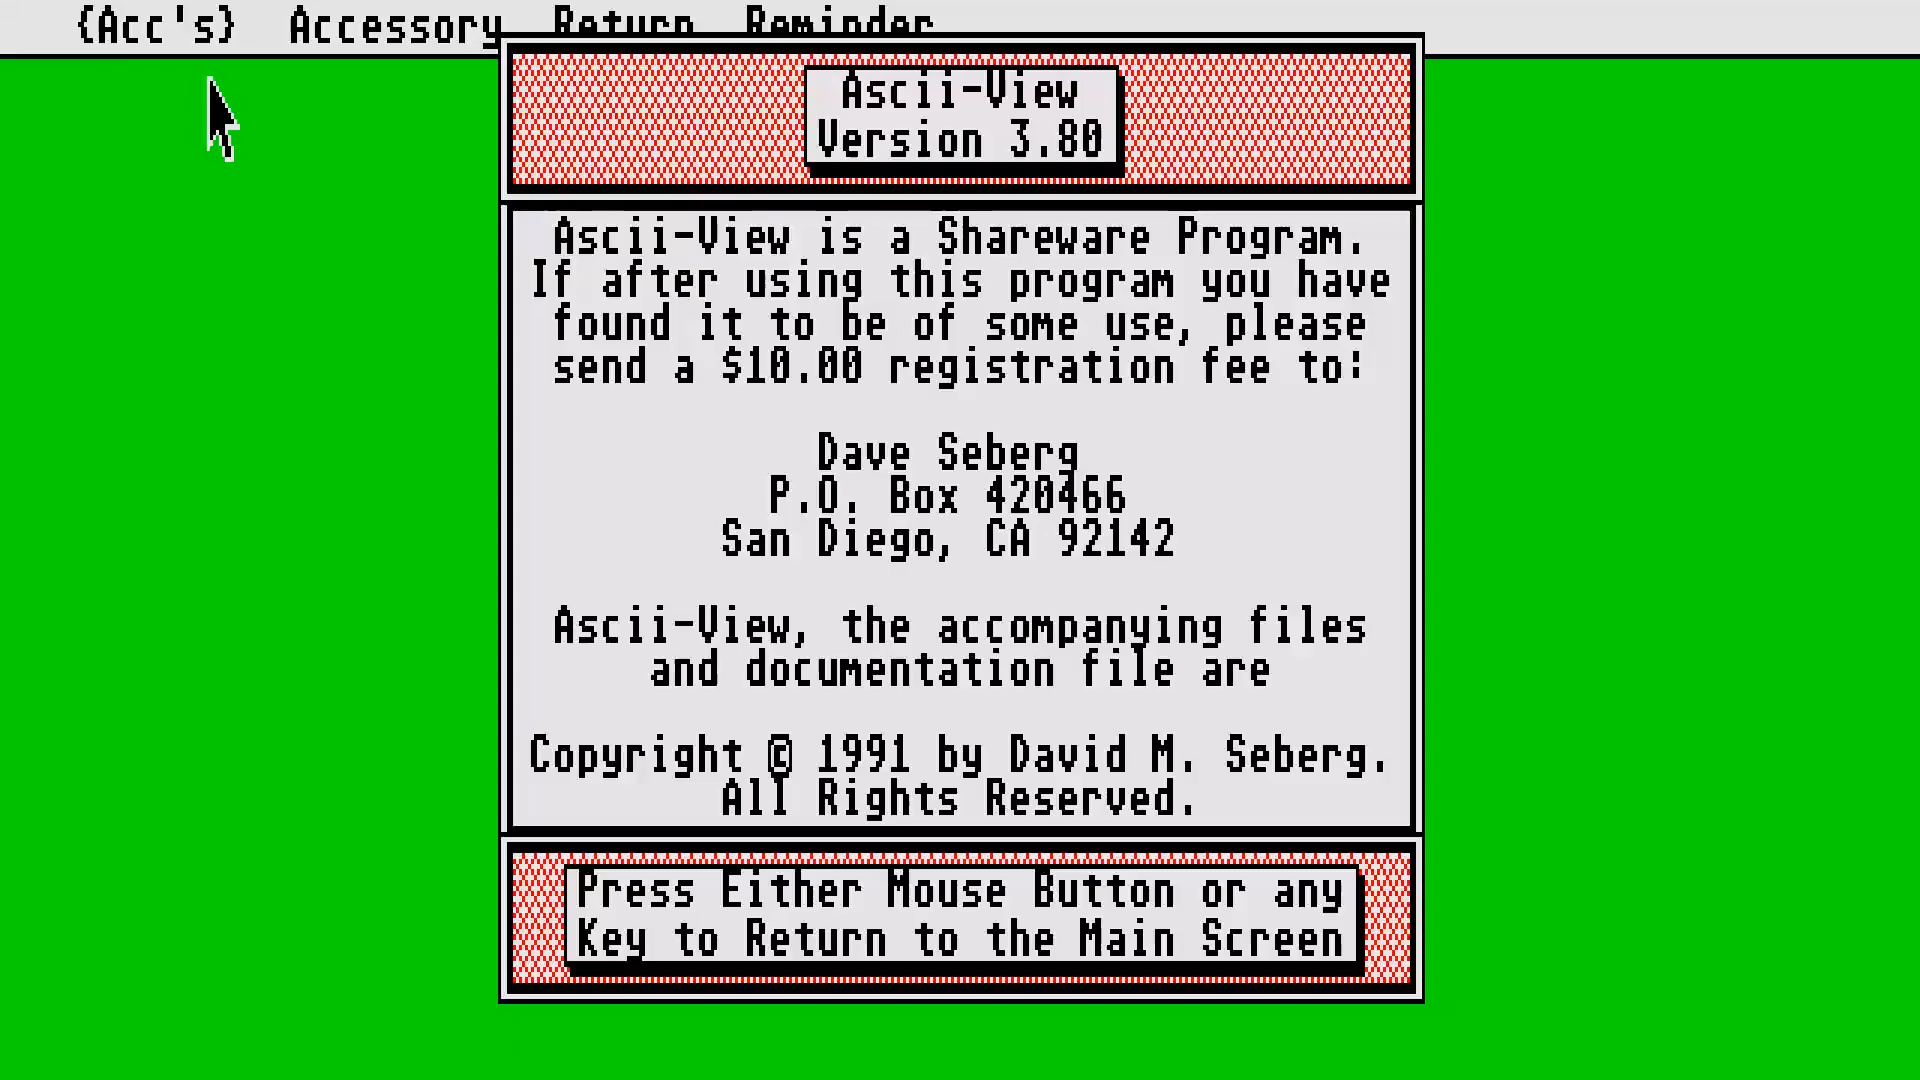 {Acc's} Accessory Return Reminder
Ascii-View
Version 3.80
Ascii-View is a Shareware Program.
If after using this program you have
found it to be of some use, please
send a $10.00 registration fee to:
Dave Seberg
P.O. Box 420466
San Diego, CA 92142
Ascii-View, the accompanying files
and documentation file are
Copyright © 1991 by David M. Seberg.
All Rights Reserved.
Press Either Mouse Button or any
Key to Return to the Main Screen